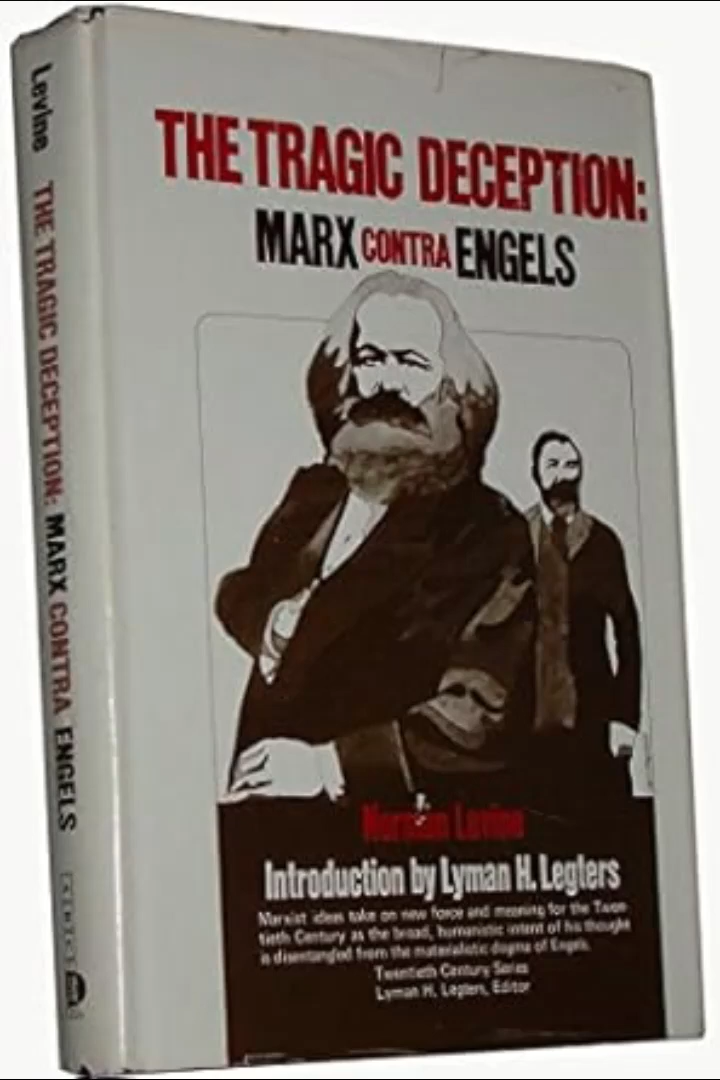 Levine THE TRAGIC DECEPTION: MARX CONTRA ENGELS
THE TRAGIC DECEPTION:
MARX CONTRA ENGELS
Norman Levine
Introduction by Lyman H. Legters
Marxist ideas take on new force and meaning for the Twen-
tieth Century as the broad, humanistic intent of his thought
is disentangled from the materialistic dogma of Engels.
Twentieth Century Series
Lyman H. Legters, Editor